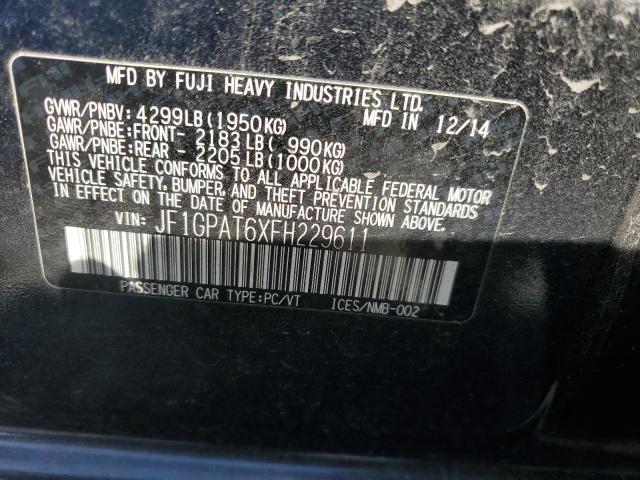 MFD BY FUJI HEAVY INDUSTRIES LTD.
GVWR/PNBV: 4299LB(1950KG) MFD IN 12/14
GAWR/PNBE:FRONT- 2183LB( 990KG)
GAWR/PNBE:REAR - 2205LB(1000KG)
THIS VEHICLE CONFORMS TO ALL APPLICABLE FEDERAL MOTOR
VEHICLE SAFETY, BUMPER, AND THEFT PREVENTION STANDARDS
IN EFFECT ON THE DATE OF MANUFACTURE SHOWN ABOVE.
VIN: JF1GPAT6XFH229611
PASSENGER CAR TYPE:PC/VT ICES/NMB-002